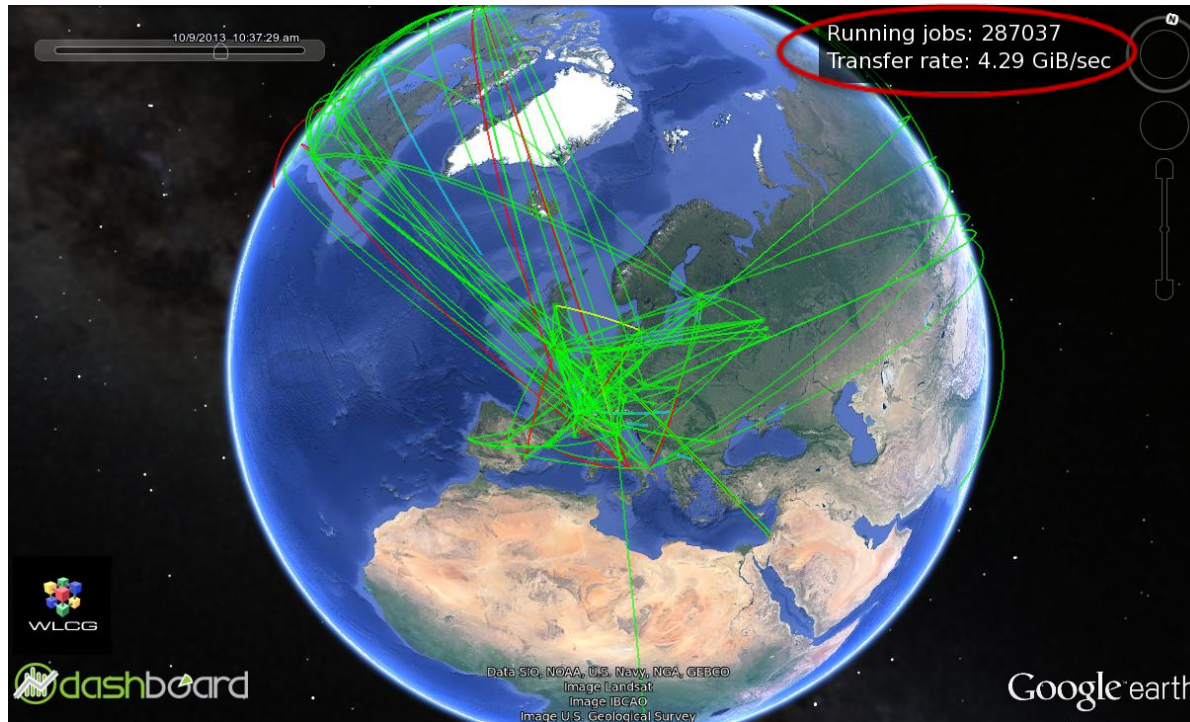 10/9/2013 10:37:29 am
Running jobs: 287037
Transfer rate: 4.29 GiB/sec
N
WLCG
dashboard
Data SIO, NOAA, U.S. Navy, NGA, GEBCO
Image Landsat
Image IBCAO
Image U.S. Geological Survey
Google earth